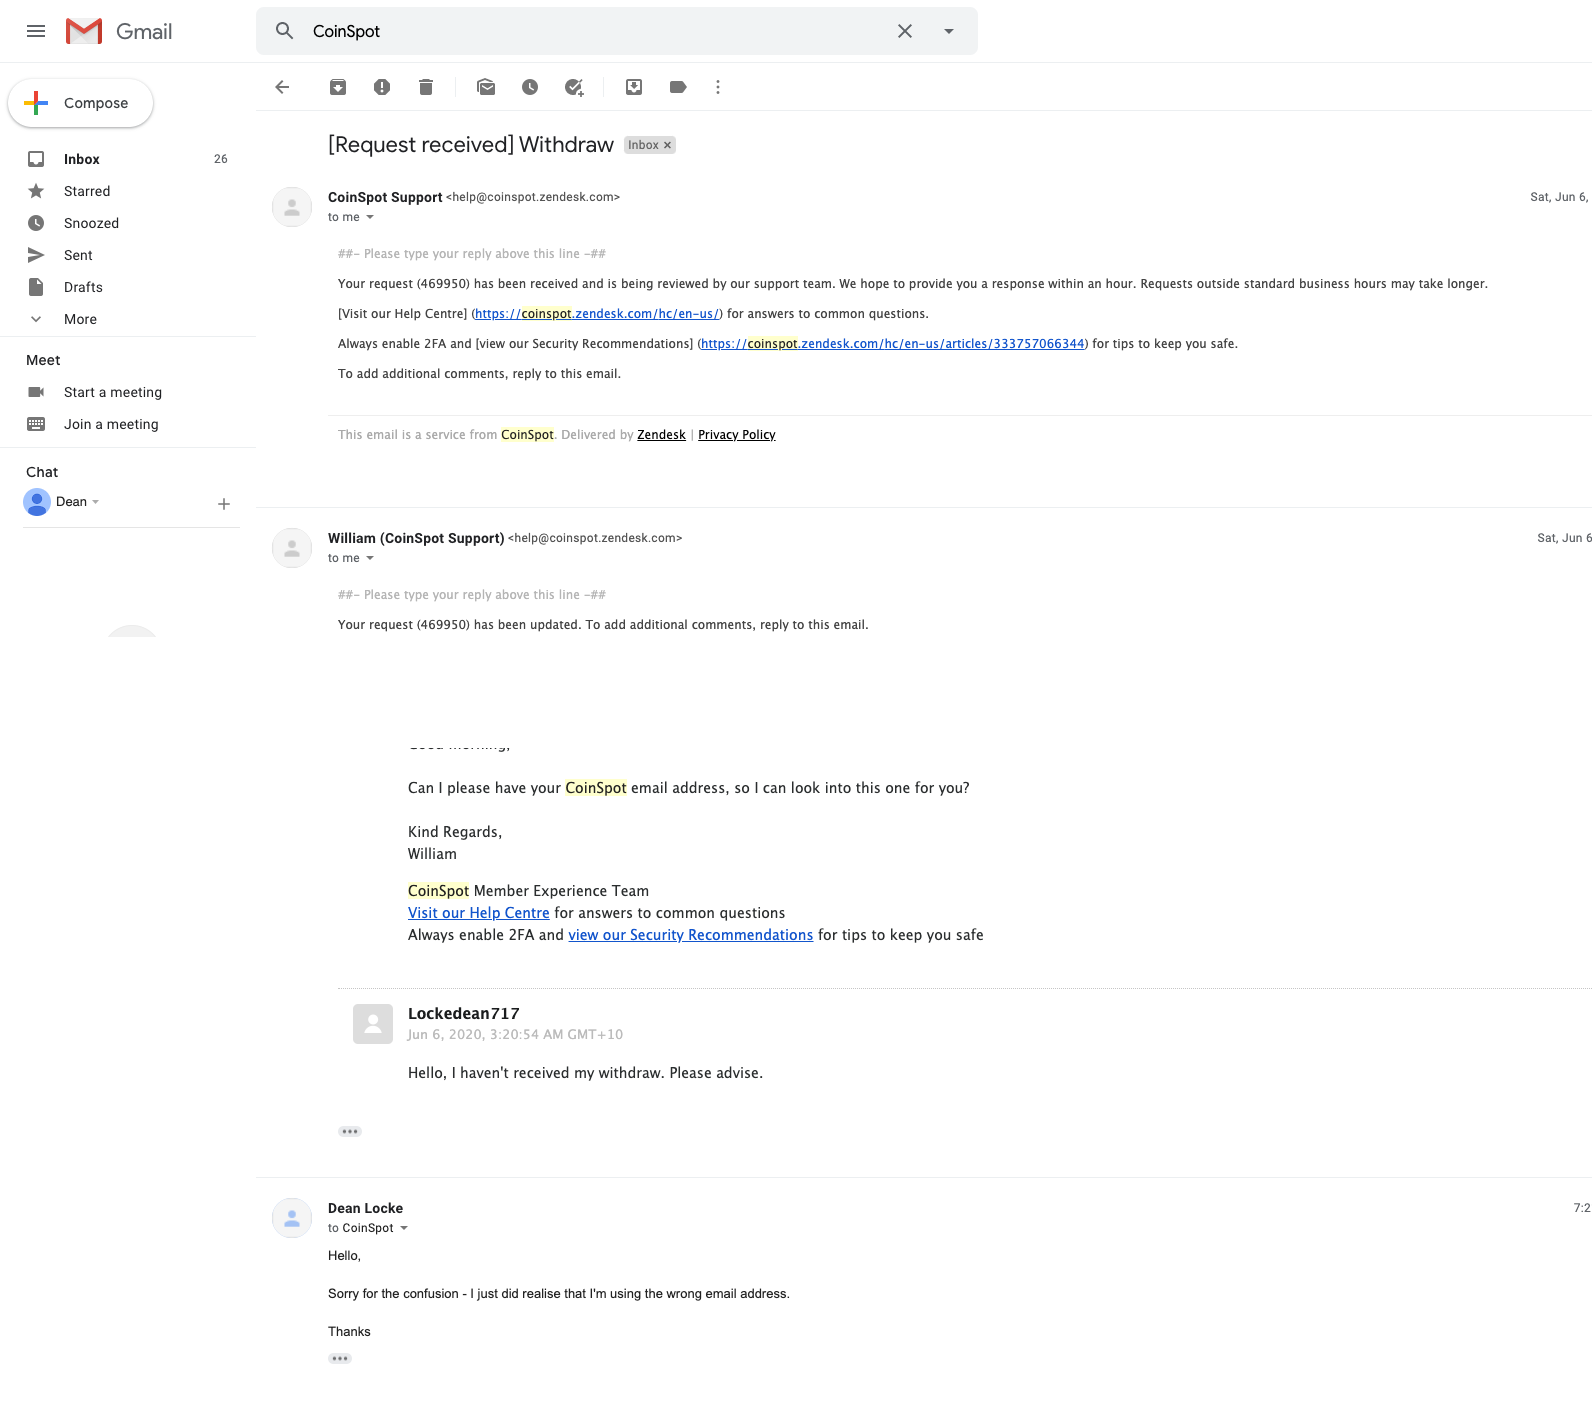 Gmail
CoinSpot
Compose
Inbox 26
Starred
Snoozed
Sent
Drafts
More
Meet
Start a meeting
Join a meeting
Chat
Dean
[Request received] Withdraw Inbox ×
CoinSpot Support <help@coinspot.zendesk.com> Sat, Jun 6,
to me
##- Please type your reply above this line -##
Your request (469950) has been received and is being reviewed by our support team. We hope to provide you a response within an hour. Requests outside standard business hours may take longer.
[Visit our Help Centre] (https://coinspot.zendesk.com/hc/en-us/) for answers to common questions.
Always enable 2FA and [view our Security Recommendations] (https://coinspot.zendesk.com/hc/en-us/articles/333757066344) for tips to keep you safe.
To add additional comments, reply to this email.
This email is a service from CoinSpot. Delivered by Zendesk | Privacy Policy
William (CoinSpot Support) <help@coinspot.zendesk.com> Sat, Jun 6
to me
##- Please type your reply above this line -##
Your request (469950) has been updated. To add additional comments, reply to this email.
Good morning,
Can I please have your CoinSpot email address, so I can look into this one for you?
Kind Regards,
William
CoinSpot Member Experience Team
Visit our Help Centre for answers to common questions
Always enable 2FA and view our Security Recommendations for tips to keep you safe
Lockedean717
Jun 6, 2020, 3:20:54 AM GMT+10
Hello, I haven't received my withdraw. Please advise.
Dean Locke 7:2
to CoinSpot
Hello,
Sorry for the confusion - I just did realise that I'm using the wrong email address.
Thanks